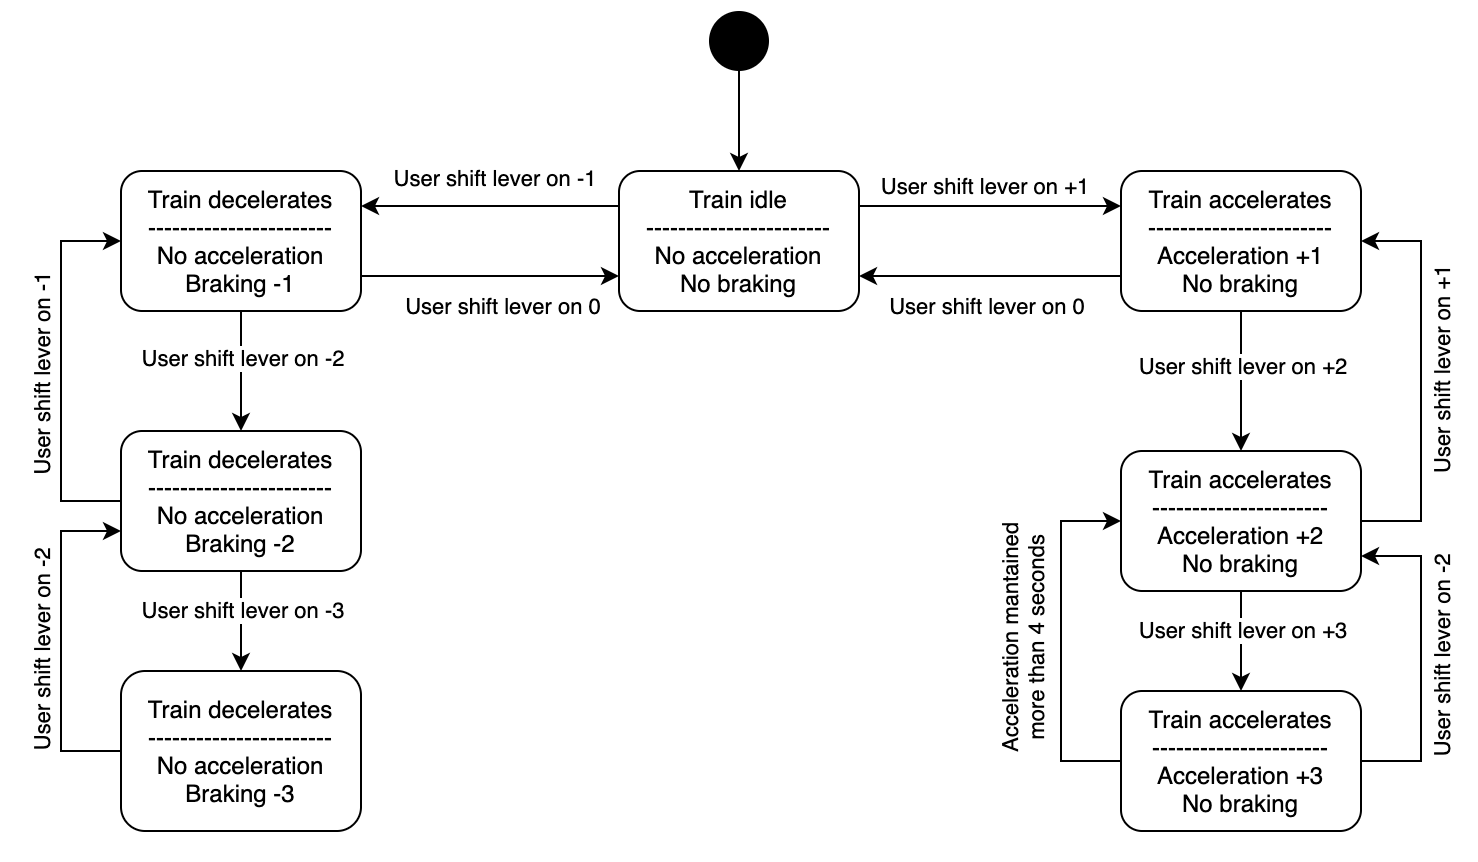 User shift lever on -1
User shift lever on +1
Train decelerates
----------------------
No acceleration
Braking -1
Train idle
----------------------
No acceleration
No braking
Train accelerates
----------------------
Acceleration +1
No braking
User shift lever on 0
User shift lever on 0
User shift lever on -1
User shift lever on -2
User shift lever on +2
User shift lever on +1
Train decelerates
----------------------
No acceleration
Braking -2
Train accelerates
---------------------
Acceleration +2
No braking
User shift lever on -2
User shift lever on -3
Acceleration mantained
more than 4 seconds
User shift lever on +3
User shift lever on -2
Train decelerates
----------------------
No acceleration
Braking -3
Train accelerates
---------------------
Acceleration +3
No braking